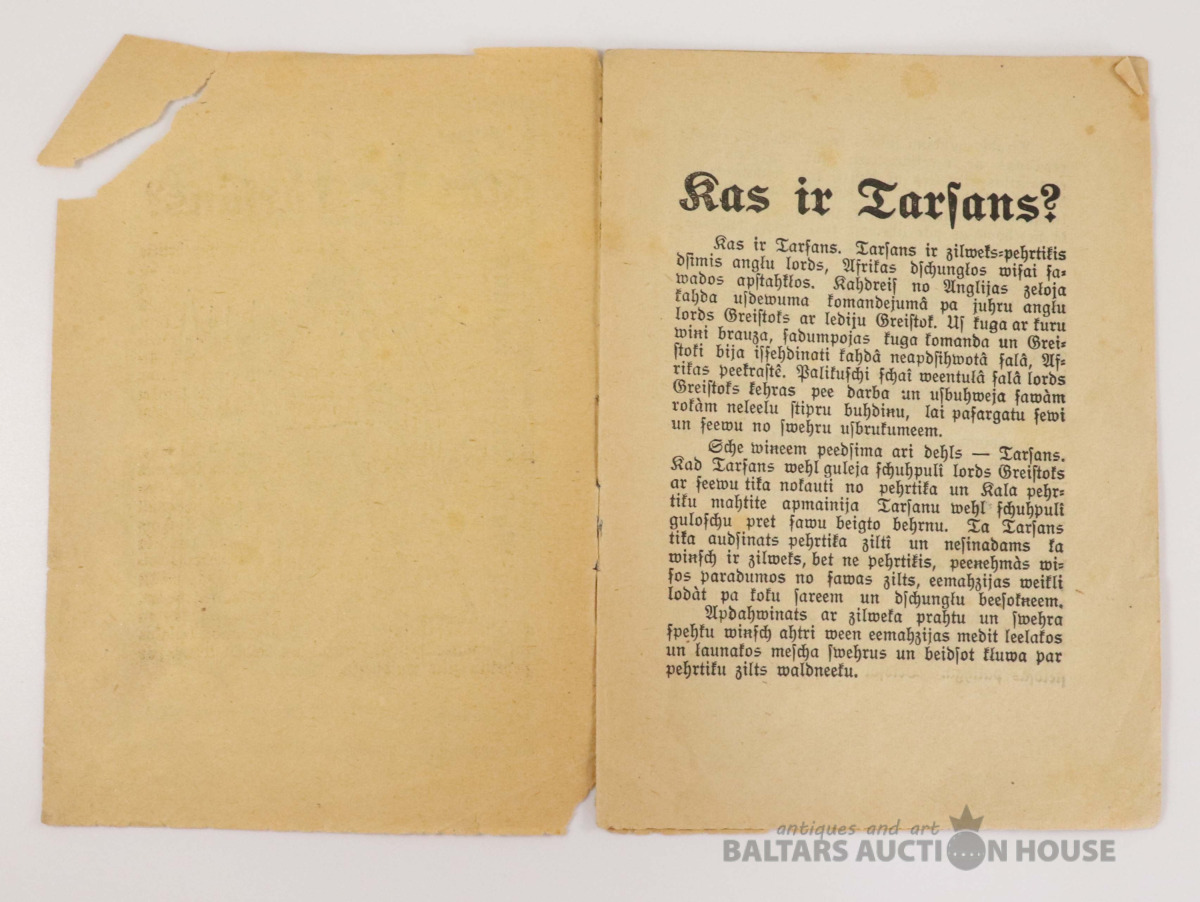 Kas ir Tarſans?
Kas ir Tarſans. Tarſans ir zilweks-pehrtikis
dſimis anglu lords, Afrikas dſchunglos wiſai ſa-
wados apſtahklos. Kahdreiſ no Anglijas zeloja
kahda uſdewuma komandejumâ pa juhru anglu
lords Greiſtoks ar lediju Greiſtok. Uſ kuga ar kuru
wini brauza, ſadumpojas kuga komanda un Grei-
ſtoki bija iſſehdinati kahdâ neapdſihwotâ ſalâ, Af-
rikas peekraſtê. Palikuſchi ſchaî weentulâ ſalâ lords
Greiſtoks kehras pee darba un uſbuhweja ſawàm
rokàm neleelu ſtipru buhdinu, lai paſargatu ſewi
un ſeewu no ſwehru uſbrukumeem.
Sche wineem peedſima ari dehls — Tarſans.
Kad Tarſans wehl guleja ſchuhpulî lords Greiſtoks
ar ſeewu tika nokauti no pehrtika un Kala pehr-
tiku mahtite apmainija Tarſanu wehl ſchuhpulî
guloſchu pret ſawu beigto behrnu. Ta Tarſans
tika audſinats pehrtika ziltî un neſinadams ka
winſch ir zilweks, bet ne pehrtikis, peenehmàs wi-
ſos paradumos no ſawas zilts, eemahzijas weikli
lodàt pa koku ſareem un dſchunglu beeſokneem.
Apdahwinats ar zilweka prahtu un ſwehra
ſpehku winſch ahtri ween eemahzijas medit leelakos
un launakos meſcha ſwehrus un beidſot kluwa par
pehrtiku zilts waldneeku.
antiques and art
BALTARS AUCTION HOUSE